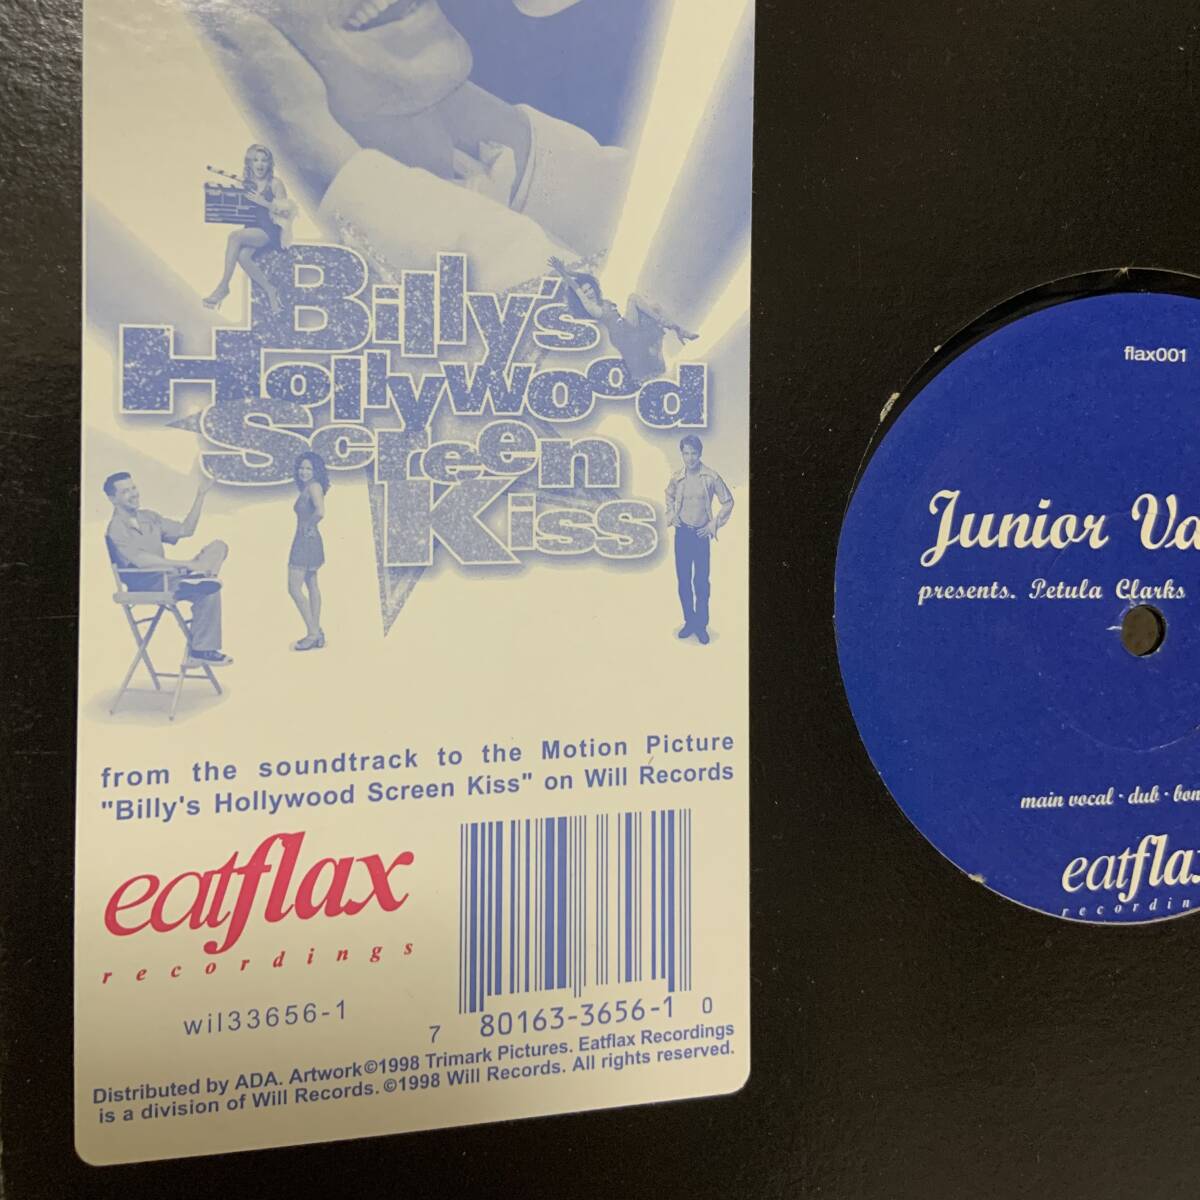 Billy's
Hollywood
Screen
Kiss
from the soundtrack to the Motion Picture
"Billy's Hollywood Screen Kiss" on Will Records
eatflax
recordings
wil33656-1
7 80163-3656-1 0
Distributed by ADA. Artwork©1998 Trimark Pictures. Eatflax Recordings
is a division of Will Records. ©1998 Will Records. All rights reserved.
flax001
Junior Va
presents. Petula Clarks
main vocal · dub · bon
eatfla
recordin